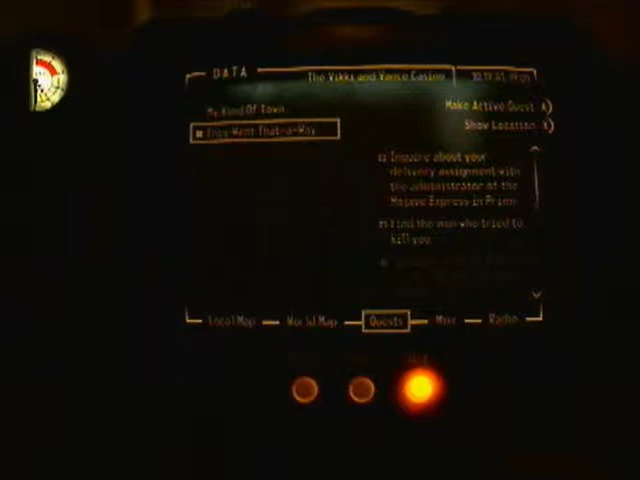 DATA
The Vikki and Vance Casino
My Kind Of Town
They Went That-a-Way
Make Active Quest A)
Show Location X)
Inquire about your
delivery assignment with
the administrator of the
Mojave Express in Primm.
Find the men who tried to
kill you.
Local Map
World Map
Quests
Misc
Radio